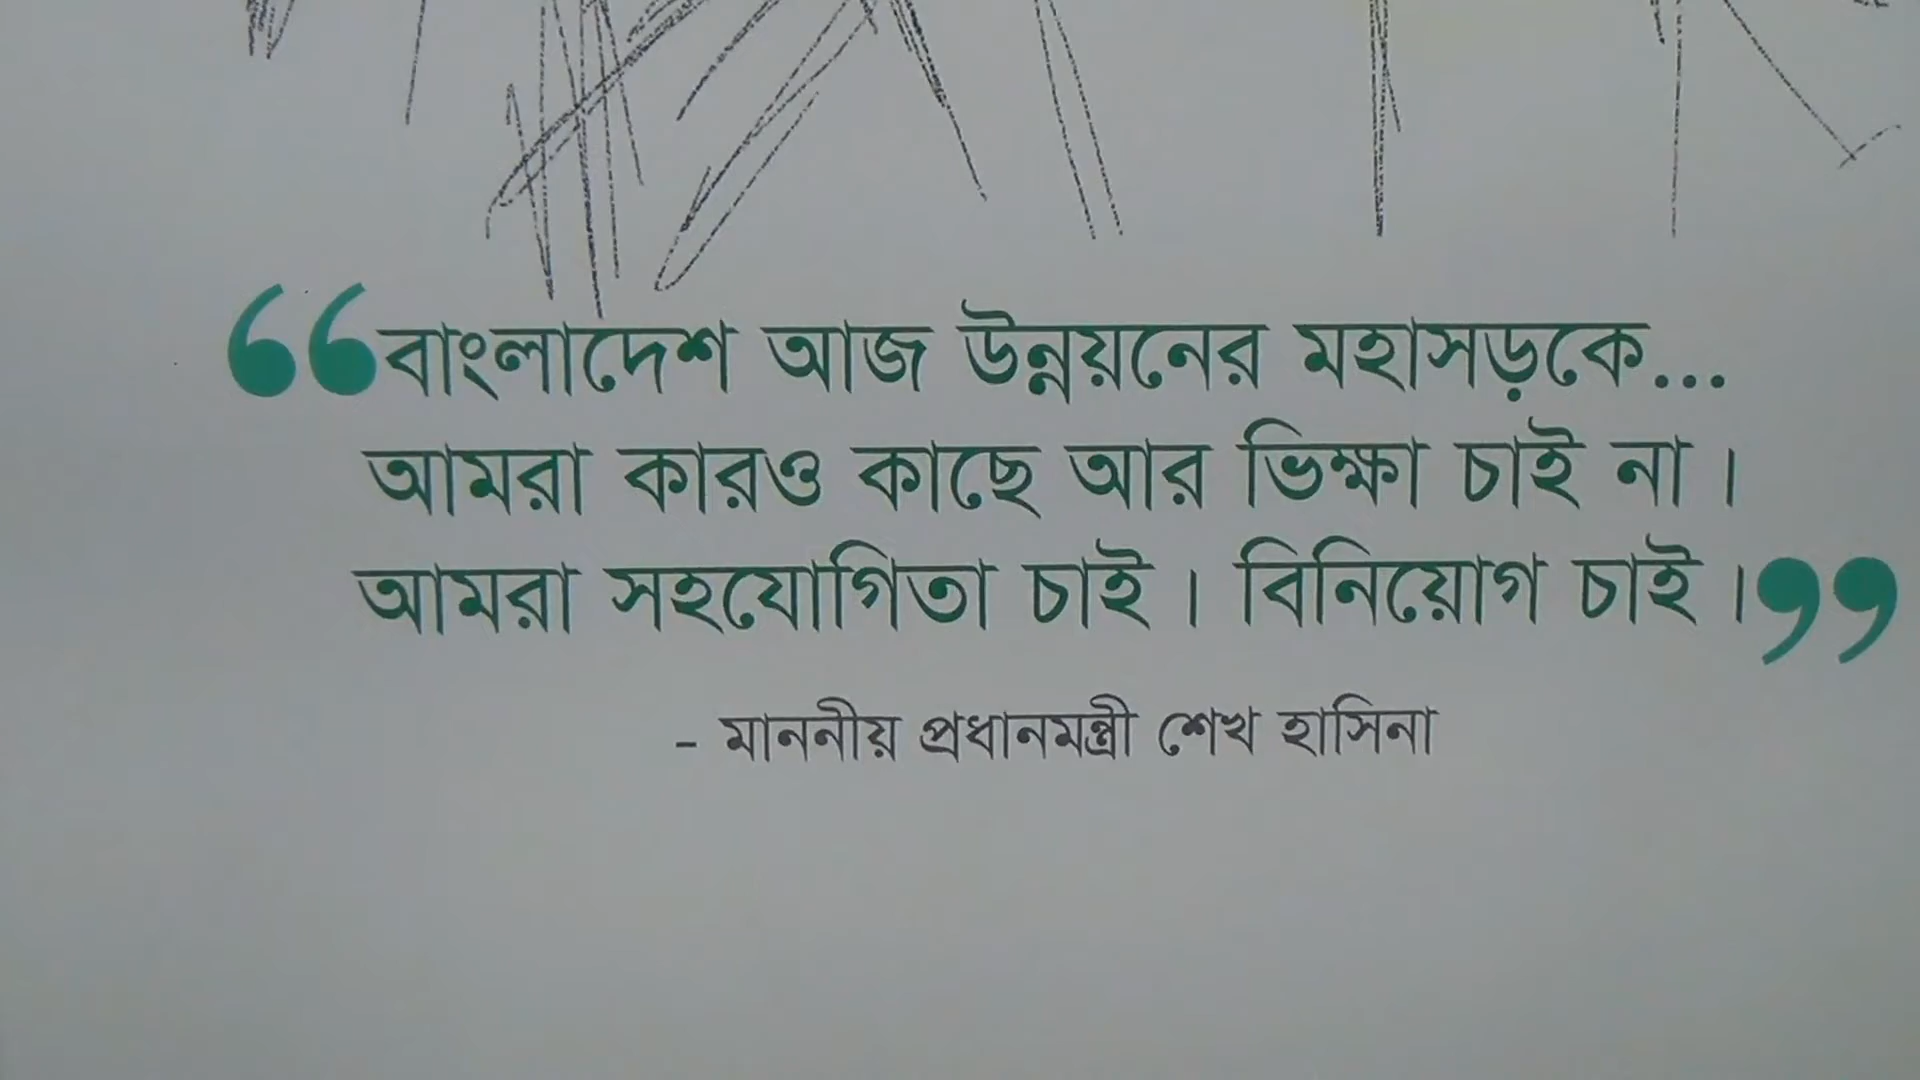 “বাংলাদেশ আজ উন্নয়নের মহাসড়কে...
আমরা কারও কাছে আর ভিক্ষা চাই না।
আমরা সহযোগিতা চাই। বিনিয়োগ চাই।”
- মাননীয় প্রধানমন্ত্রী শেখ হাসিনা